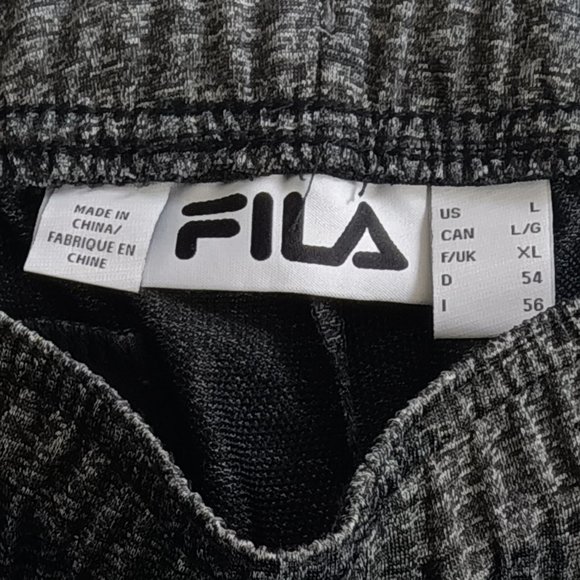 MADE IN
CHINA/
FABRIQUE EN
CHINE
FILA
US L
CAN L/G
F/UK XL
D 54
I 56